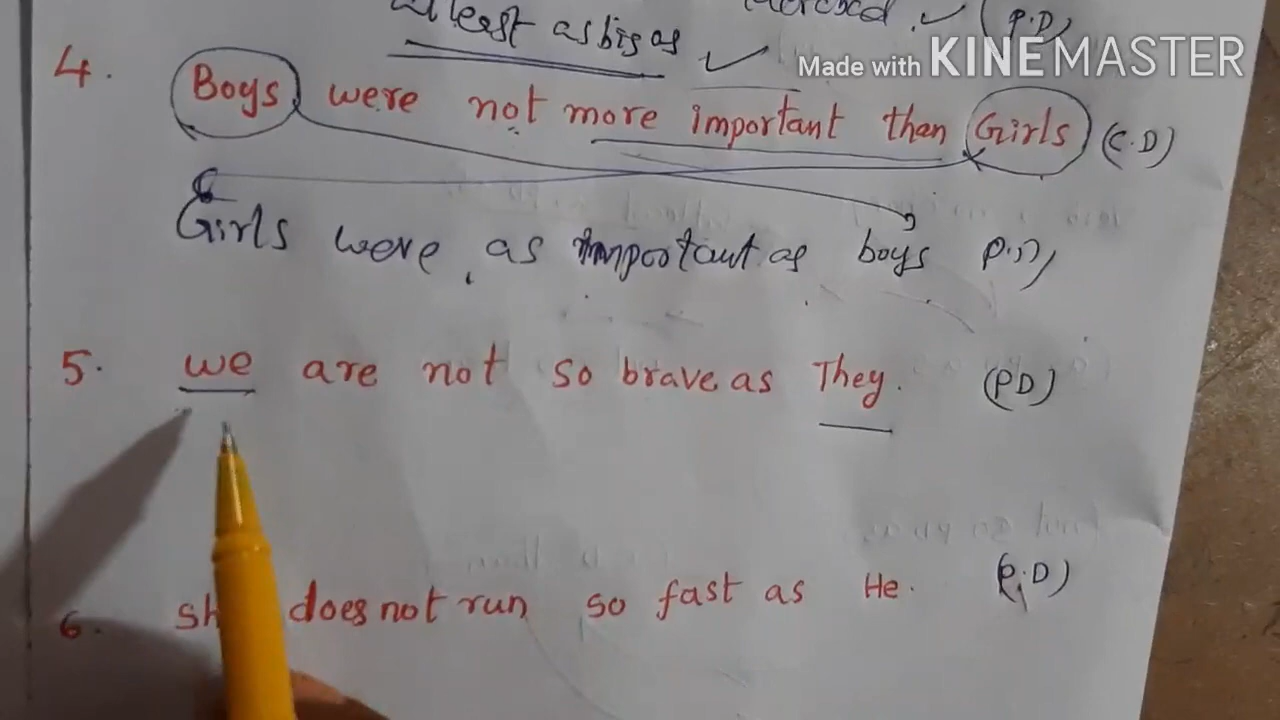 at least as big as ✓ ✓ (P.D)
Made with KINEMASTER
4. Boys were not more important than Girls (C.D)
Girls were as important as boys P.D
5. we are not so brave as They. (PD)
6. she does not run so fast as He. (P.D)